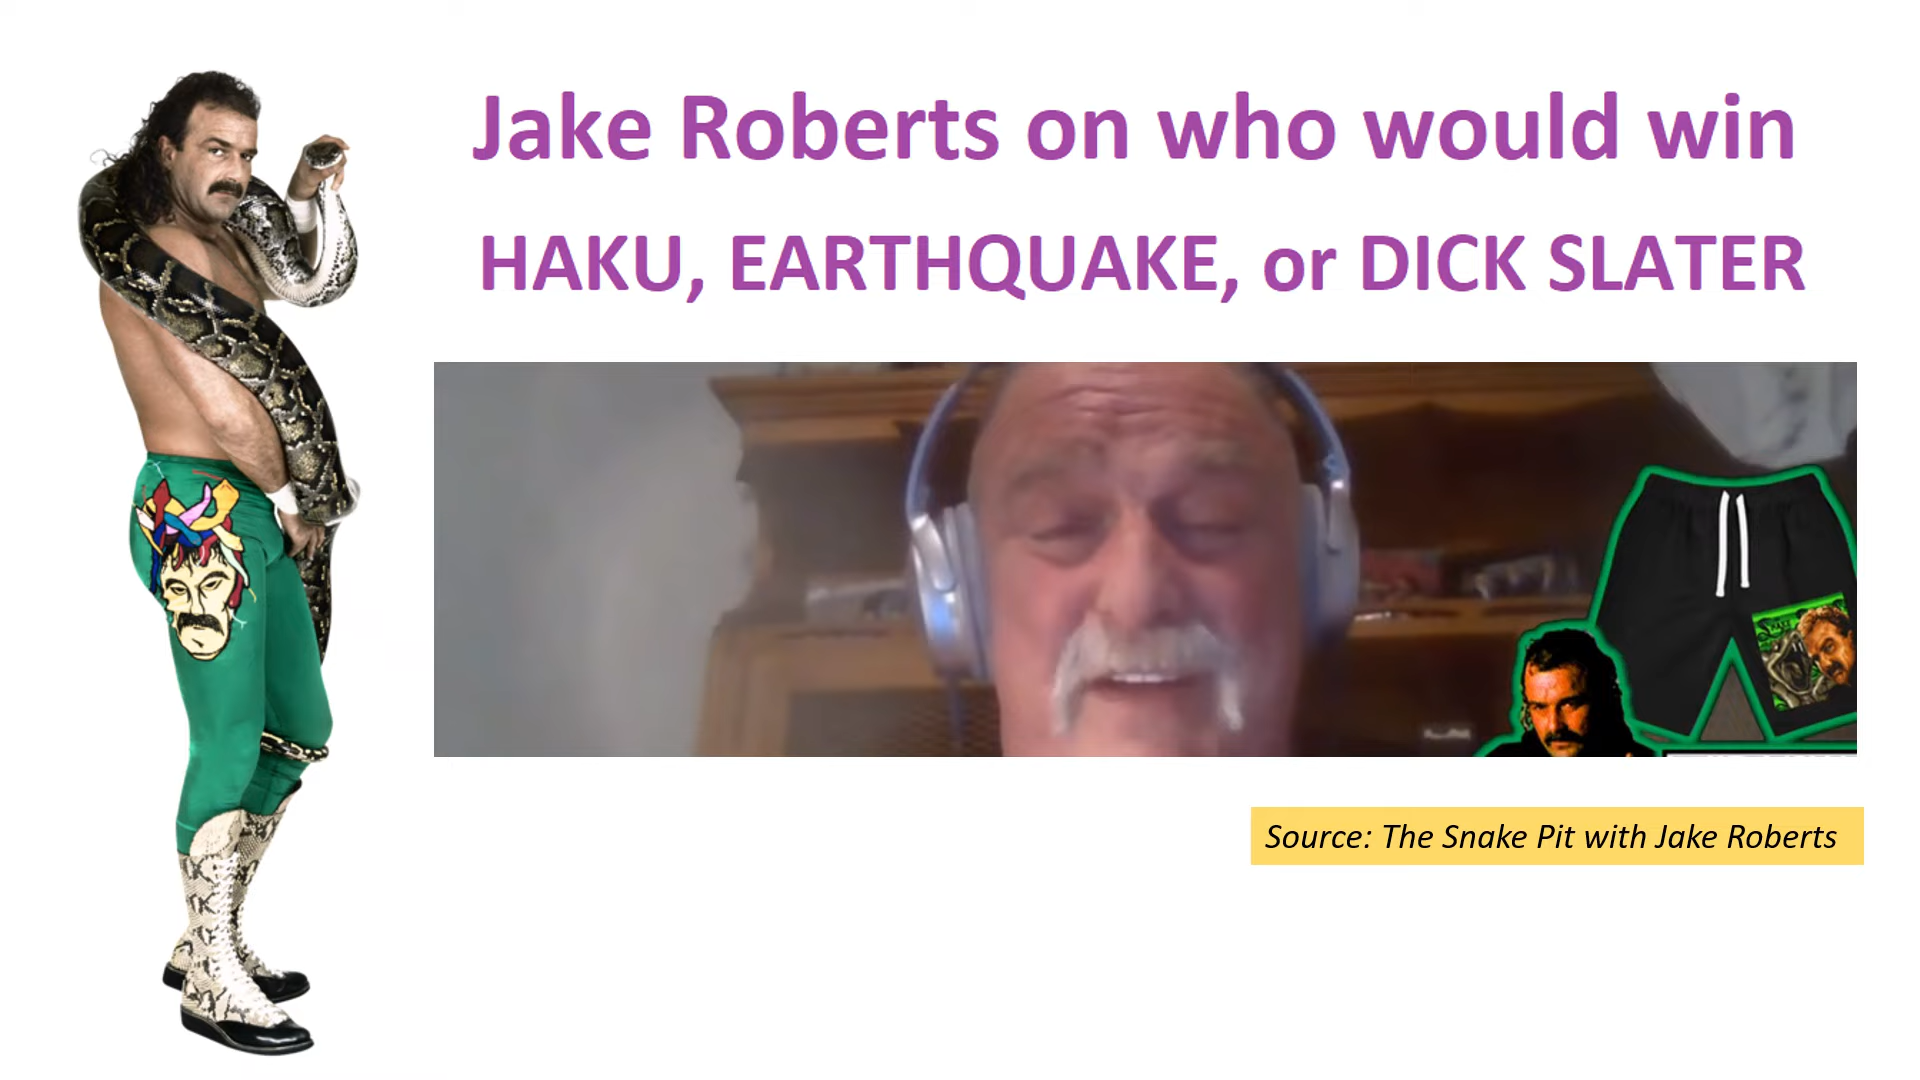 Jake Roberts on who would win
HAKU, EARTHQUAKE, or DICK SLATER
Source: The Snake Pit with Jake Roberts